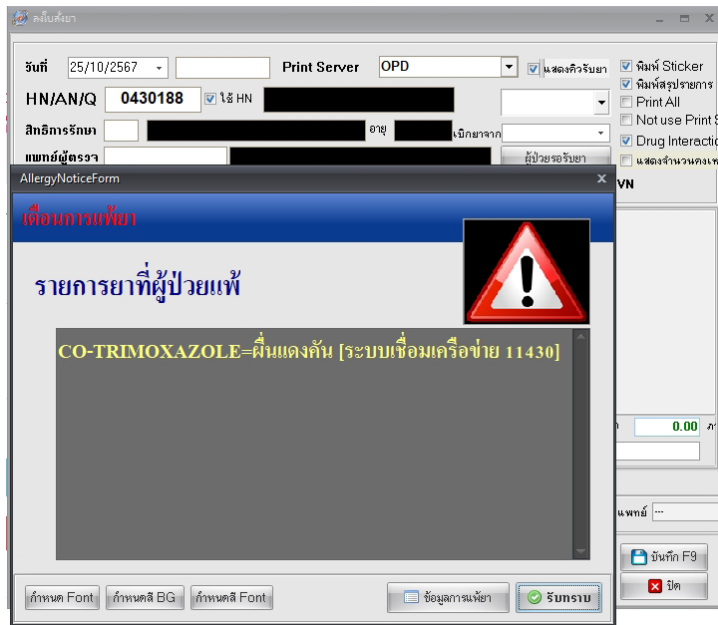 ลงใบสั่งยา
วันที่ 25/10/2567 Print Server OPD แสดงคิวรับยา
พิมพ์ Sticker
พิมพ์สรุปรายการ
HN/AN/Q 0430188 ใช้ HN
Print All
Not use Print S
สิทธิการรักษา อายุ เบิกยาจาก
Drug Interactio
แพทย์ผู้ตรวจ ผู้ป่วยรอรับยา
แสดงจำนวนคงเห
AllergyNoticeForm x
VN
เตือนการแพ้ยา
รายการยาที่ผู้ป่วยแพ้
CO-TRIMOXAZOLE=ผื่นแดงคัน [ระบบเชื่อมเครือข่าย 11430]
0.00
แพทย์ ---
บันทึก F9
ปิด
กำหนด Font กำหนดสี BG กำหนดสี Font ข้อมูลการแพ้ยา รับทราบ